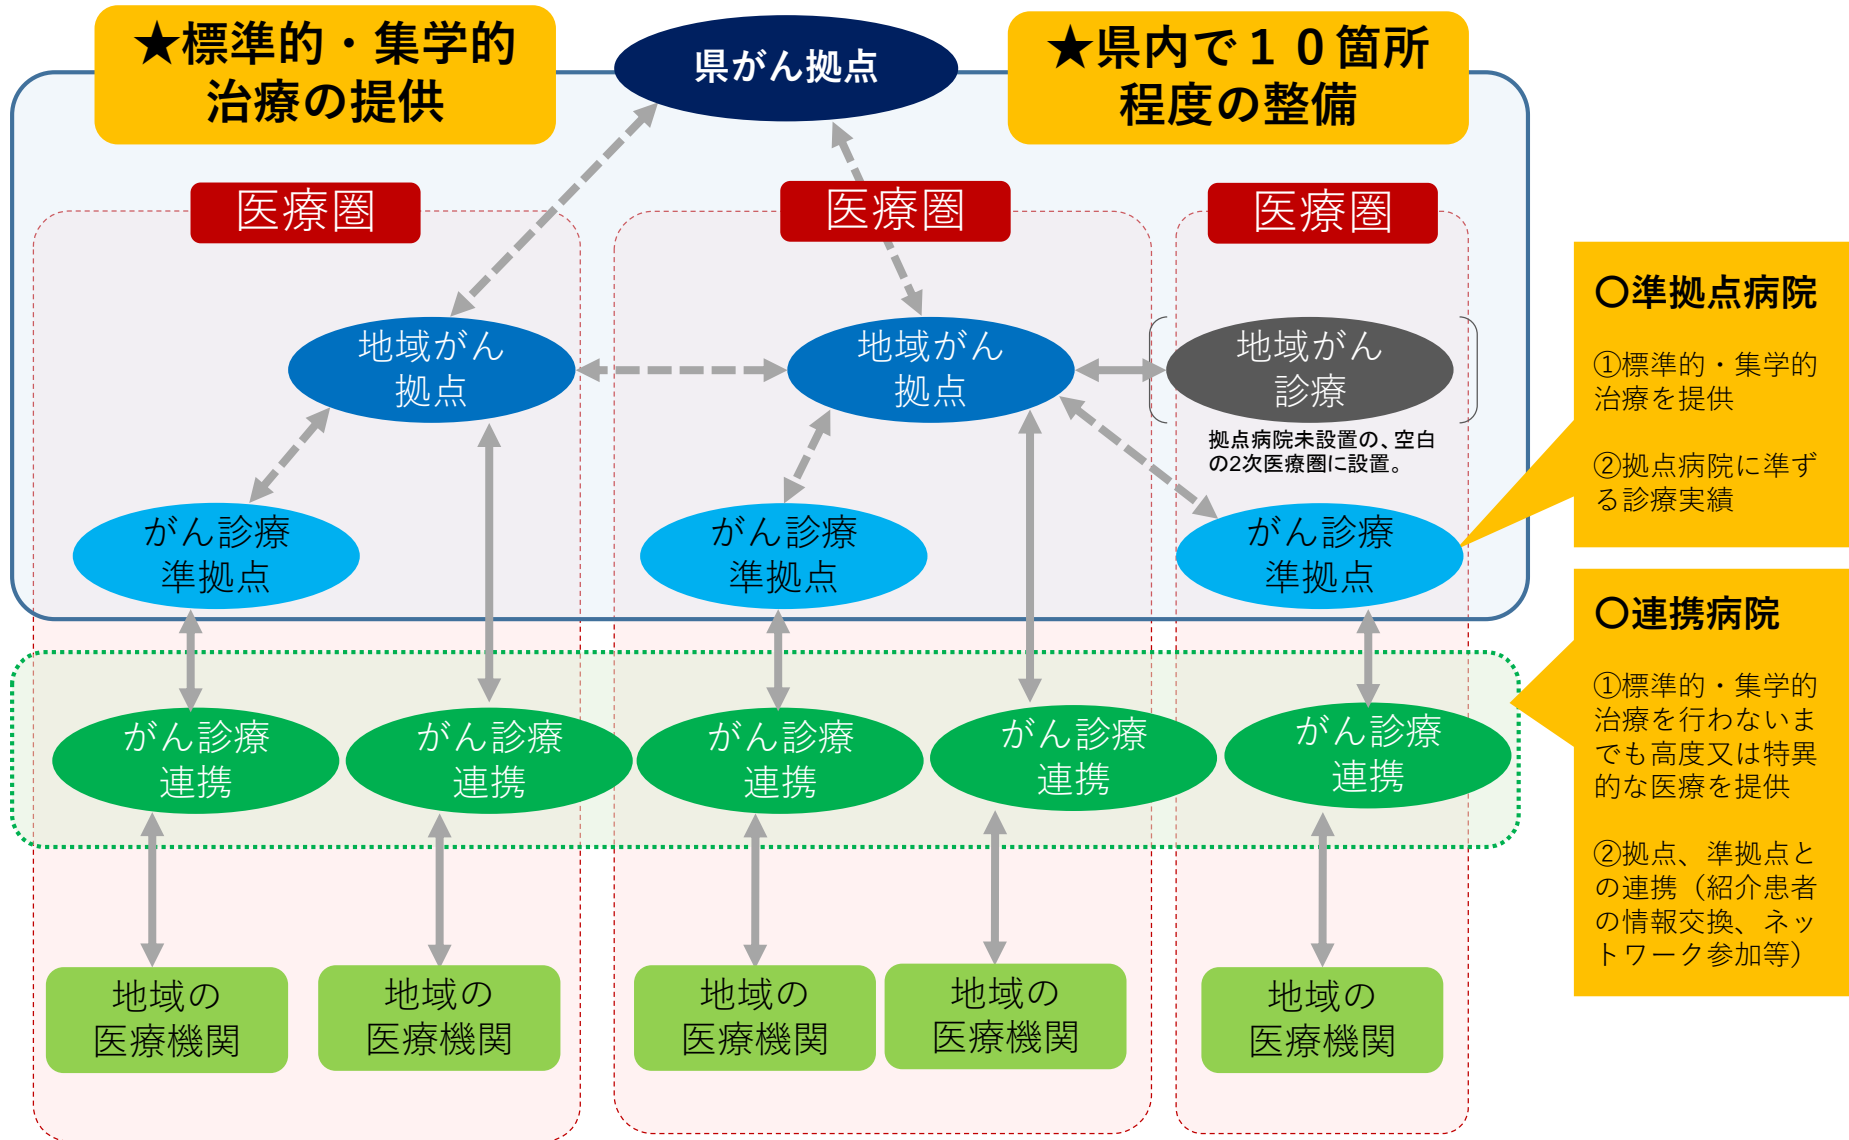 ★標準的・集学的
治療の提供
県がん拠点
★県内で１０箇所
程度の整備
医療圏
医療圏
医療圏
地域がん
拠点
地域がん
拠点
地域がん
診療
拠点病院未設置の、空白
の2次医療圏に設置。
がん診療
準拠点
がん診療
準拠点
がん診療
準拠点
がん診療
連携
がん診療
連携
がん診療
連携
がん診療
連携
がん診療
連携
地域の
医療機関
地域の
医療機関
地域の
医療機関
地域の
医療機関
地域の
医療機関
〇準拠点病院
①標準的・集学的
治療を提供
②拠点病院に準ず
る診療実績
〇連携病院
①標準的・集学的
治療を行わないま
でも高度又は特異
的な医療を提供
②拠点、準拠点と
の連携（紹介患者
の情報交換、ネッ
トワーク参加等）